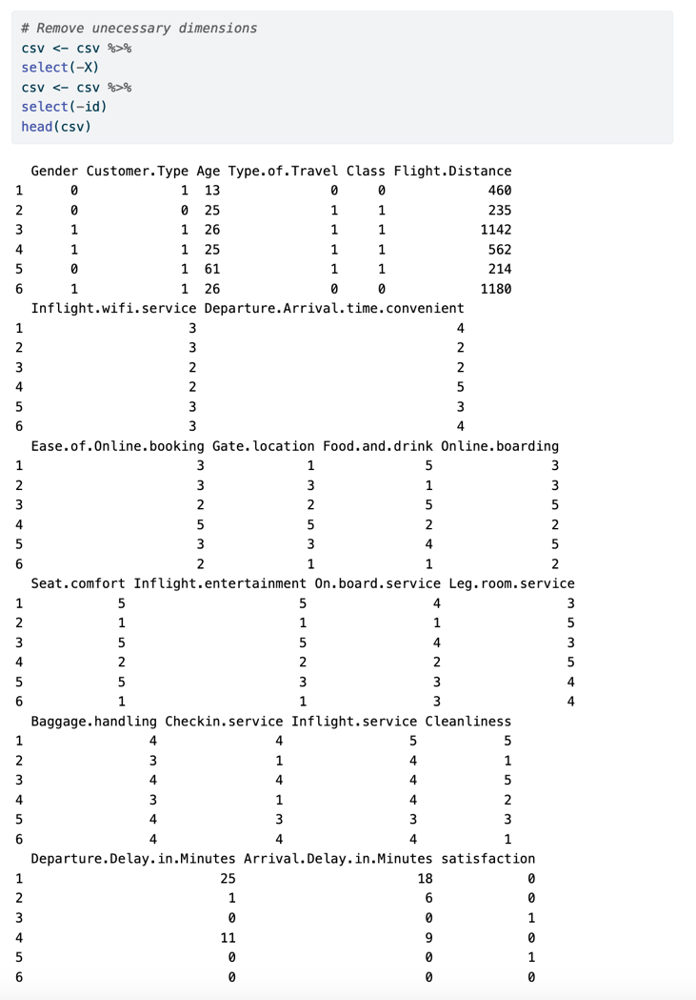 # Remove unecessary dimensions
csv <- csv %>%
select(-X)
csv <- csv %>%
select(-id)
head(csv)
  Gender Customer.Type Age Type.of.Travel Class Flight.Distance
1      0             1  13              0     0             460
2      0             0  25              1     1             235
3      1             1  26              1     1            1142
4      1             1  25              1     1             562
5      0             1  61              1     1             214
6      1             1  26              0     0            1180
  Inflight.wifi.service Departure.Arrival.time.convenient
1                     3                                 4
2                     3                                 2
3                     2                                 2
4                     2                                 5
5                     3                                 3
6                     3                                 4
  Ease.of.Online.booking Gate.location Food.and.drink Online.boarding
1                      3             1              5               3
2                      3             3              1               3
3                      2             2              5               5
4                      5             5              2               2
5                      3             3              4               5
6                      2             1              1               2
  Seat.comfort Inflight.entertainment On.board.service Leg.room.service
1            5                      5                4                3
2            1                      1                1                5
3            5                      5                4                3
4            2                      2                2                5
5            5                      3                3                4
6            1                      1                3                4
  Baggage.handling Checkin.service Inflight.service Cleanliness
1                4               4                5           5
2                3               1                4           1
3                4               4                4           5
4                3               1                4           2
5                4               3                3           3
6                4               4                4           1
  Departure.Delay.in.Minutes Arrival.Delay.in.Minutes satisfaction
1                         25                       18            0
2                          1                        6            0
3                          0                        0            1
4                         11                        9            0
5                          0                        0            1
6                          0                        0            0